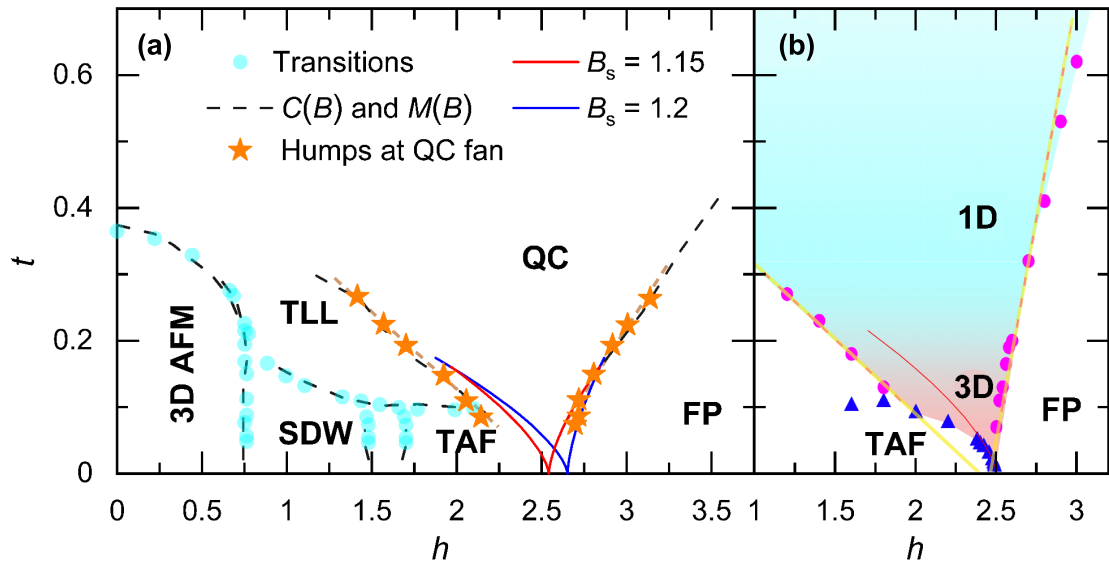 (a)
Transitions
C(B) and M(B)
Humps at QC fan
Bs = 1.15
Bs = 1.2
QC
TLL
3D AFM
SDW
TAF
FP
t
0.6
0.4
0.2
0
0 0.5 1 1.5 2 2.5 3 3.5
h
(b)
1D
3D
TAF
FP
1 1.5 2 2.5 3
h